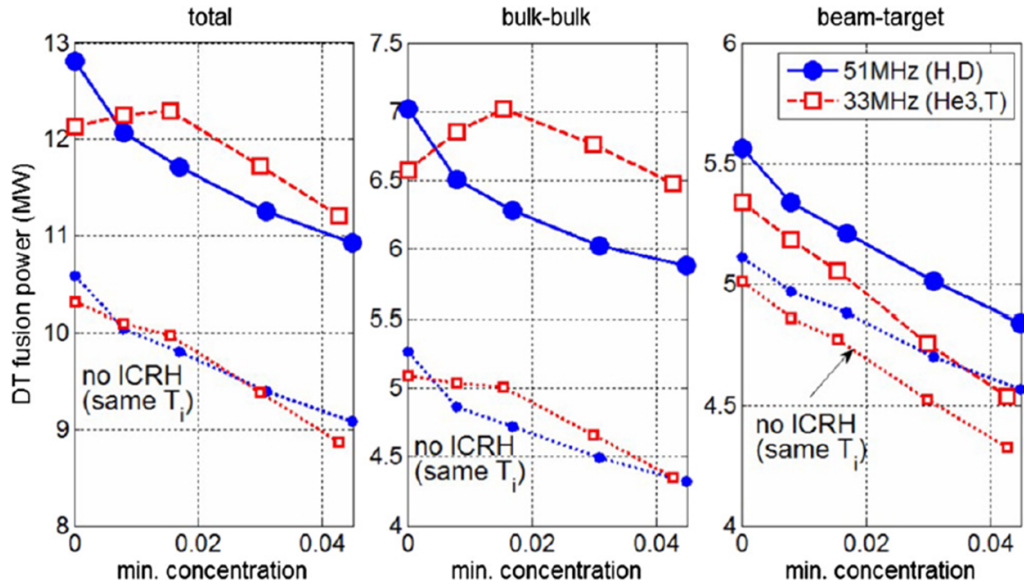 total
bulk-bulk
beam-target
DT fusion power (MW)
13
12
11
10
9
8
no ICRH
(same Ti)
0
0.02
0.04
min. concentration
7.5
7
6.5
6
5.5
5
4.5
4
no ICRH
(same Ti)
0
0.02
0.04
min. concentration
6
5.5
5
4.5
4
51MHz (H,D)
33MHz (He3,T)
no ICRH
(same Ti)
0
0.02
0.04
min. concentration